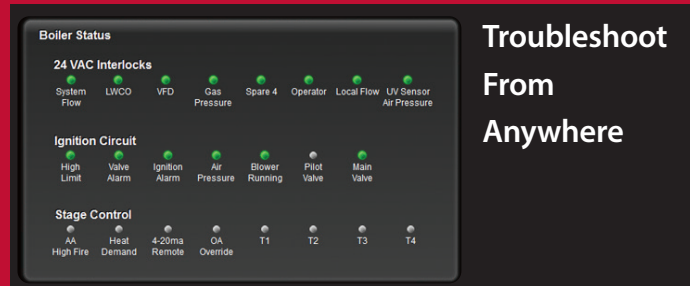 Boiler Status
24 VAC Interlocks
System Flow
LWCO
VFD
Gas Pressure
Spare 4
Operator
Local Flow
UV Sensor Air Pressure
Ignition Circuit
High Limit
Valve Alarm
Ignition Alarm
Air Pressure
Blower Running
Pilot Valve
Main Valve
Stage Control
AA High Fire
Heat Demand
4-20ma Remote
OA Override
T1
T2
T3
T4
Troubleshoot
From
Anywhere